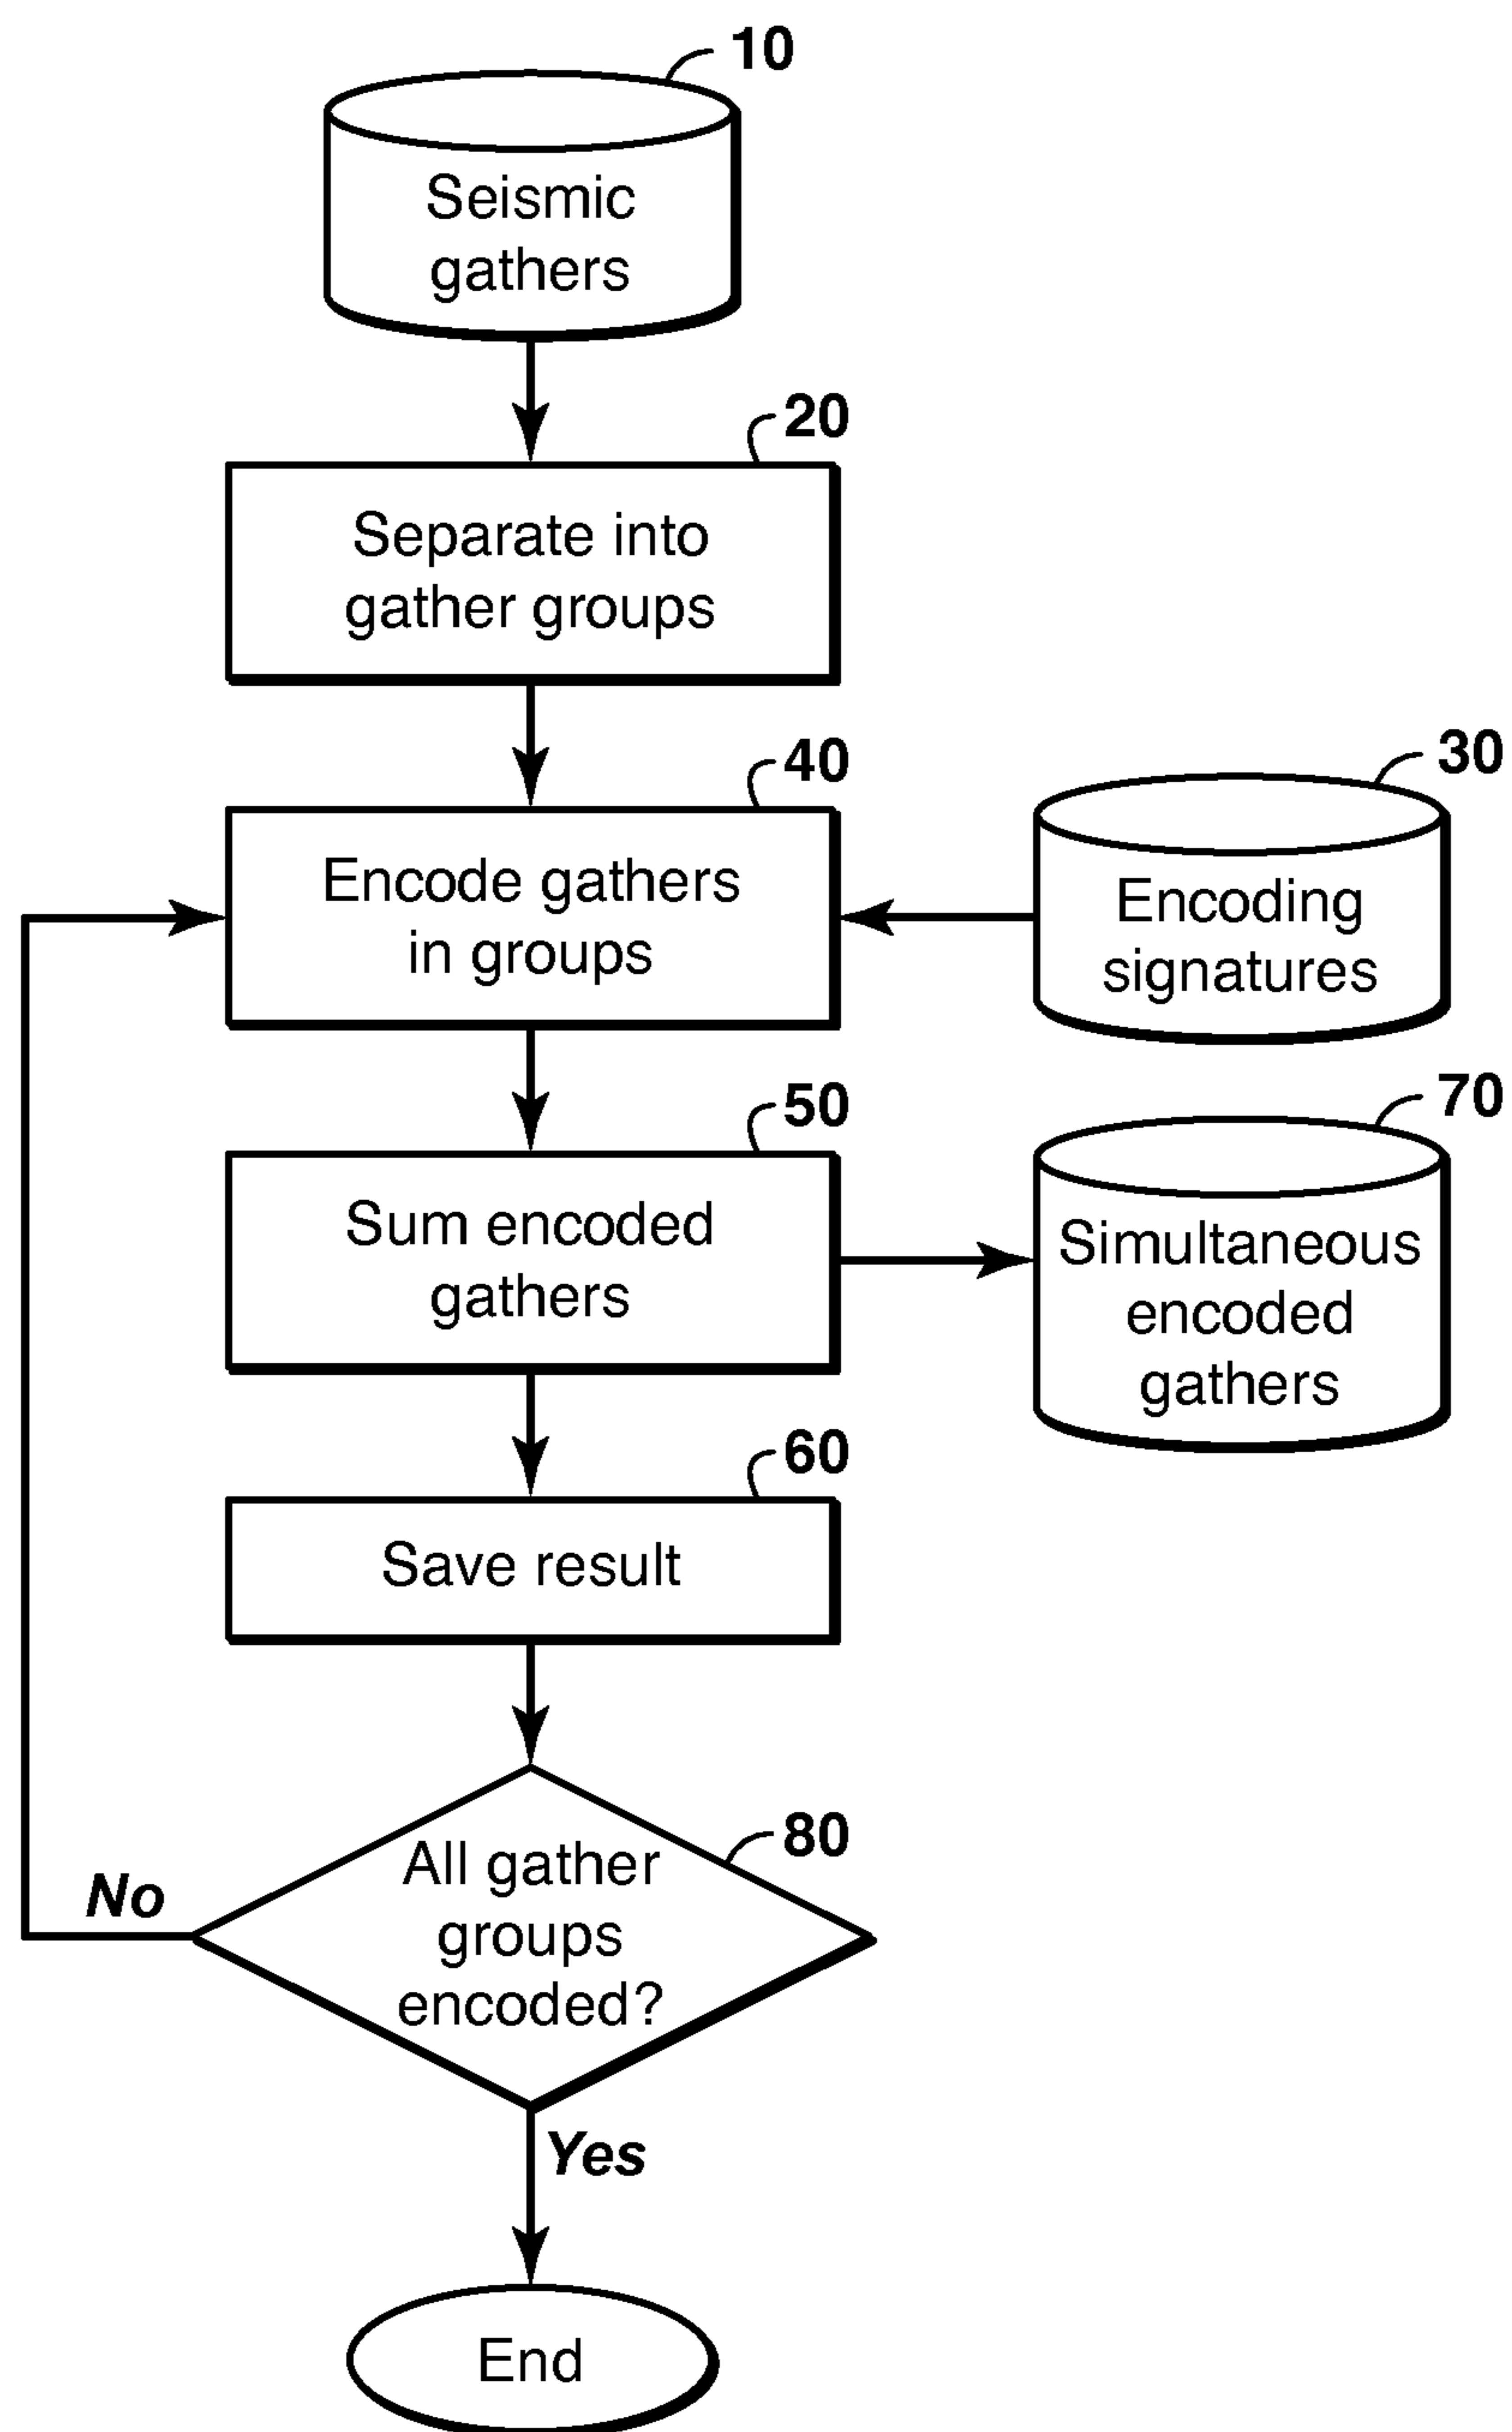 10
Seismic
gathers
20
Separate into
gather groups
40
Encode gathers
in groups
30
Encoding
signatures
50
Sum encoded
gathers
70
Simultaneous
encoded
gathers
60
Save result
80
All gather
groups
encoded?
No
Yes
End